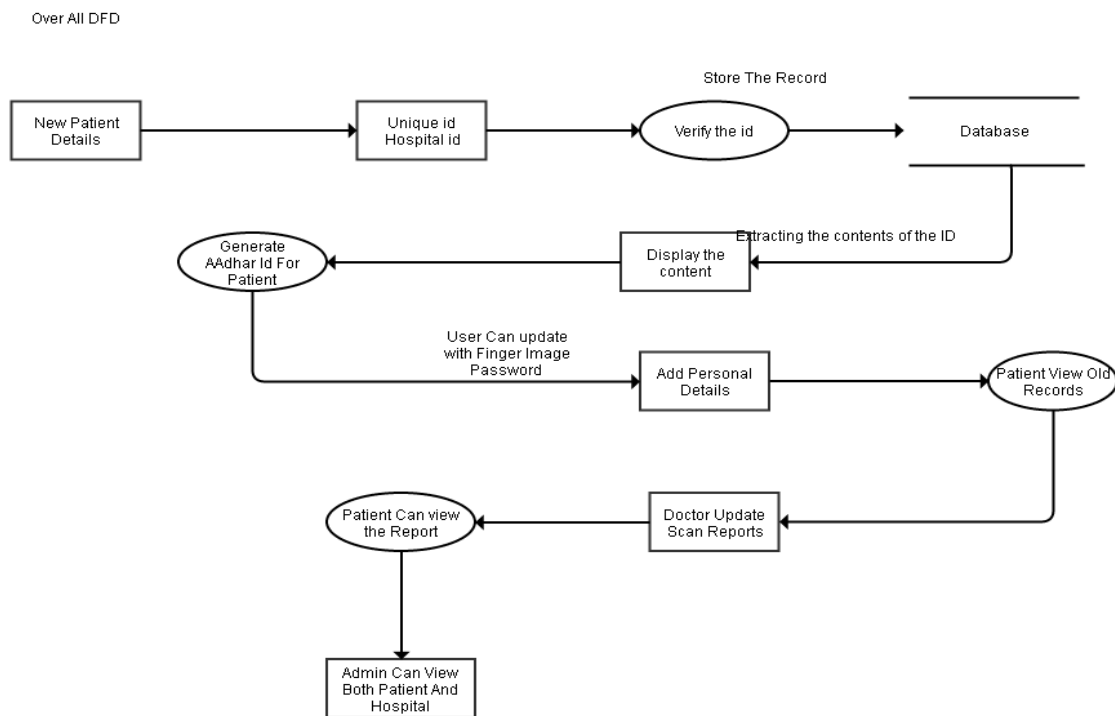 Over All DFD
Store The Record
New Patient
Details
Unique id
Hospital id
Verify the id
Database
Extracting the contents of the ID
Display the
content
Generate
AAdhar Id For
Patient
User Can update
with Finger Image
Password
Add Personal
Details
Patient View Old
Records
Doctor Update
Scan Reports
Patient Can view
the Report
Admin Can View
Both Patient And
Hospital